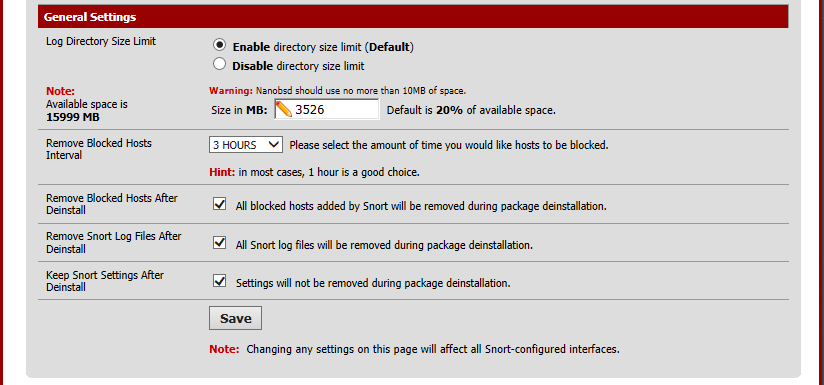 General Settings
Log Directory Size Limit
Enable directory size limit (Default)
Disable directory size limit
Note:
Available space is
15999 MB
Warning: Nanobsd should use no more than 10MB of space.
Size in MB: 3526 Default is 20% of available space.
Remove Blocked Hosts
Interval
3 HOURS Please select the amount of time you would like hosts to be blocked.
Hint: in most cases, 1 hour is a good choice.
Remove Blocked Hosts After
Deinstall
All blocked hosts added by Snort will be removed during package deinstallation.
Remove Snort Log Files After
Deinstall
All Snort log files will be removed during package deinstallation.
Keep Snort Settings After
Deinstall
Settings will not be removed during package deinstallation.
Save
Note: Changing any settings on this page will affect all Snort-configured interfaces.